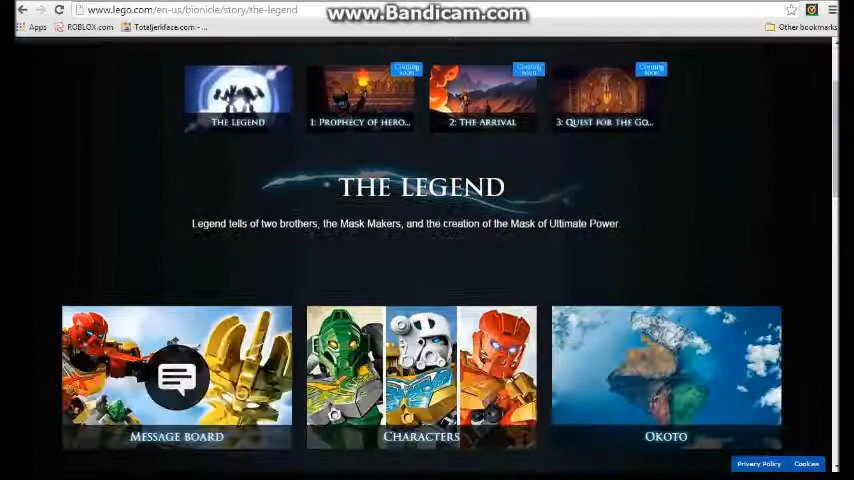 www.Bandicam.com
www.lego.com/en-us/bionicle/story/the-legend
Apps ROBLOX.com Totaljerkface.com -... Other bookmarks
Coming soon Coming soon Coming soon
THE LEGEND 1: PROPHECY OF HERO... 2: THE ARRIVAL 3: QUEST FOR THE GO...
THE LEGEND
Legend tells of two brothers, the Mask Makers, and the creation of the Mask of Ultimate Power.
MESSAGE BOARD CHARACTERS OKOTO
Privacy Policy Cookies